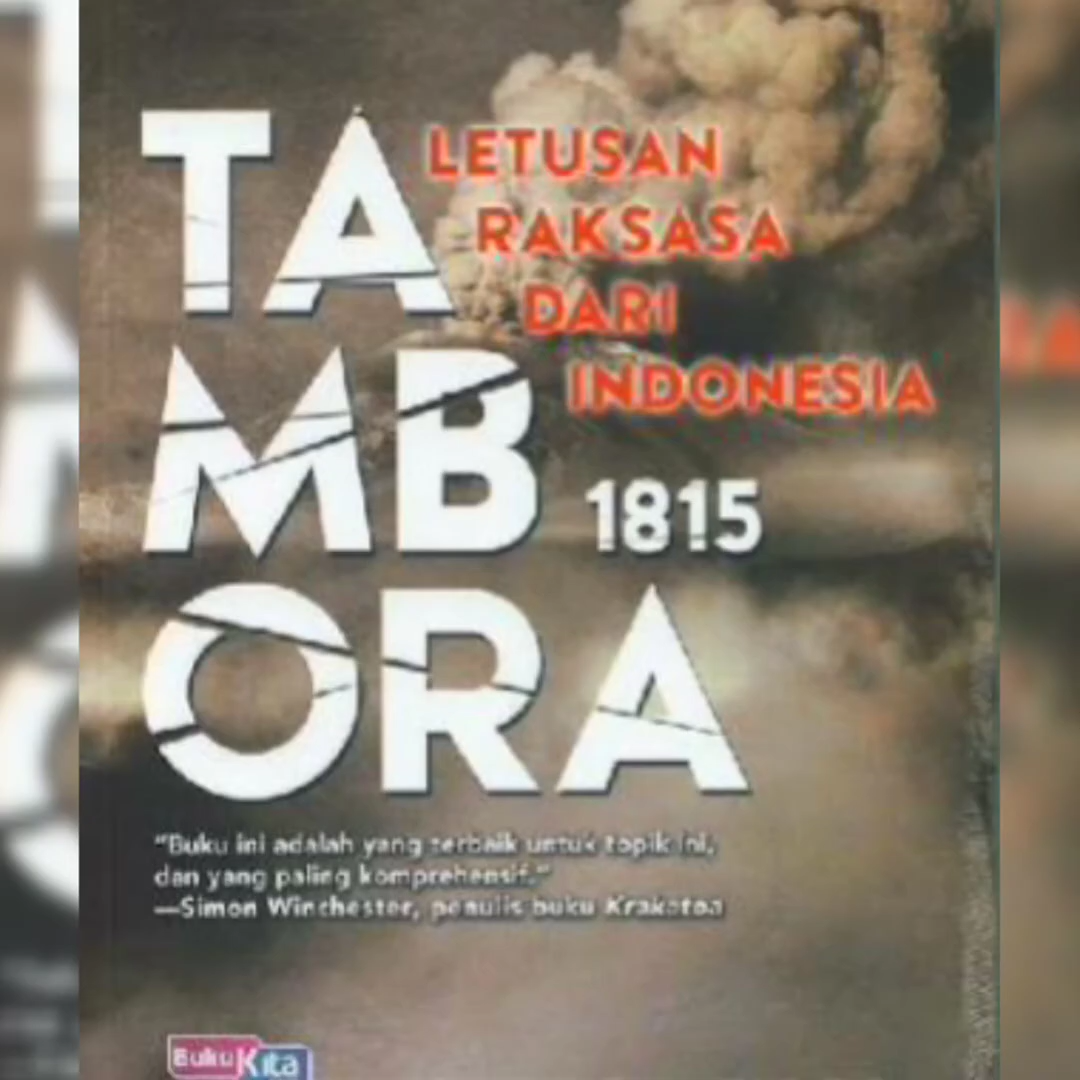 TA
LETUSAN
RAKSASA
DARI
INDONESIA
MB
1815
ORA
"Buku ini adalah yang terbaik untuk topik ini,
dan yang paling komprehensif."
—Simon Winchester, penulis buku Krakatoa
BukuKita